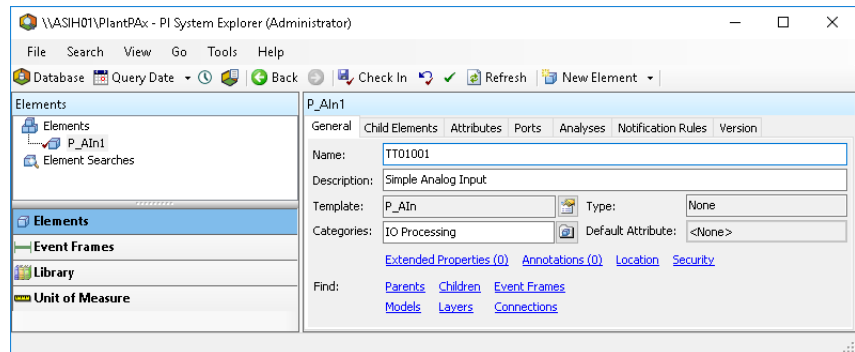 \\ASIH01\PlantPAx - PI System Explorer (Administrator)
File Search View Go Tools Help
Database Query Date Back Check In Refresh New Element
Elements
Elements
P_AIn1
Element Searches
Elements
Event Frames
Library
Unit of Measure
P_AIn1
General Child Elements Attributes Ports Analyses Notification Rules Version
Name: TT01001
Description: Simple Analog Input
Template: P_AIn Type: None
Categories: IO Processing Default Attribute: <None>
Extended Properties (0) Annotations (0) Location Security
Find: Parents Children Event Frames
Models Layers Connections